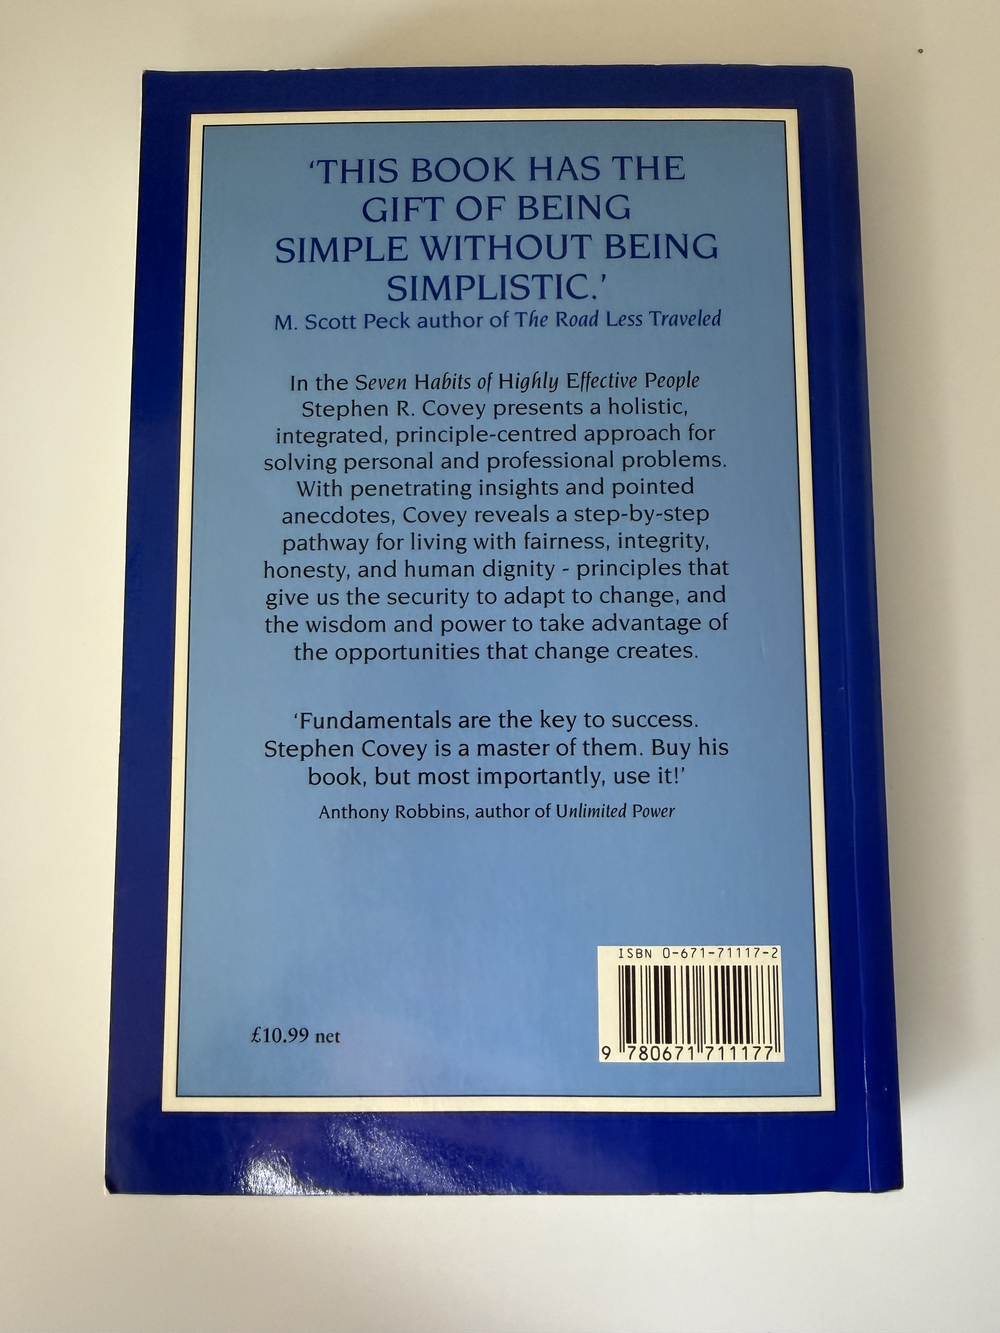 ‘THIS BOOK HAS THE
GIFT OF BEING
SIMPLE WITHOUT BEING
SIMPLISTIC.’
M. Scott Peck author of The Road Less Traveled
In the Seven Habits of Highly Effective People
Stephen R. Covey presents a holistic,
integrated, principle-centred approach for
solving personal and professional problems.
With penetrating insights and pointed
anecdotes, Covey reveals a step-by-step
pathway for living with fairness, integrity,
honesty, and human dignity - principles that
give us the security to adapt to change, and
the wisdom and power to take advantage of
the opportunities that change creates.
‘Fundamentals are the key to success.
Stephen Covey is a master of them. Buy his
book, but most importantly, use it!’
Anthony Robbins, author of Unlimited Power
£10.99 net
ISBN 0-671-71117-2
9 780671 711177